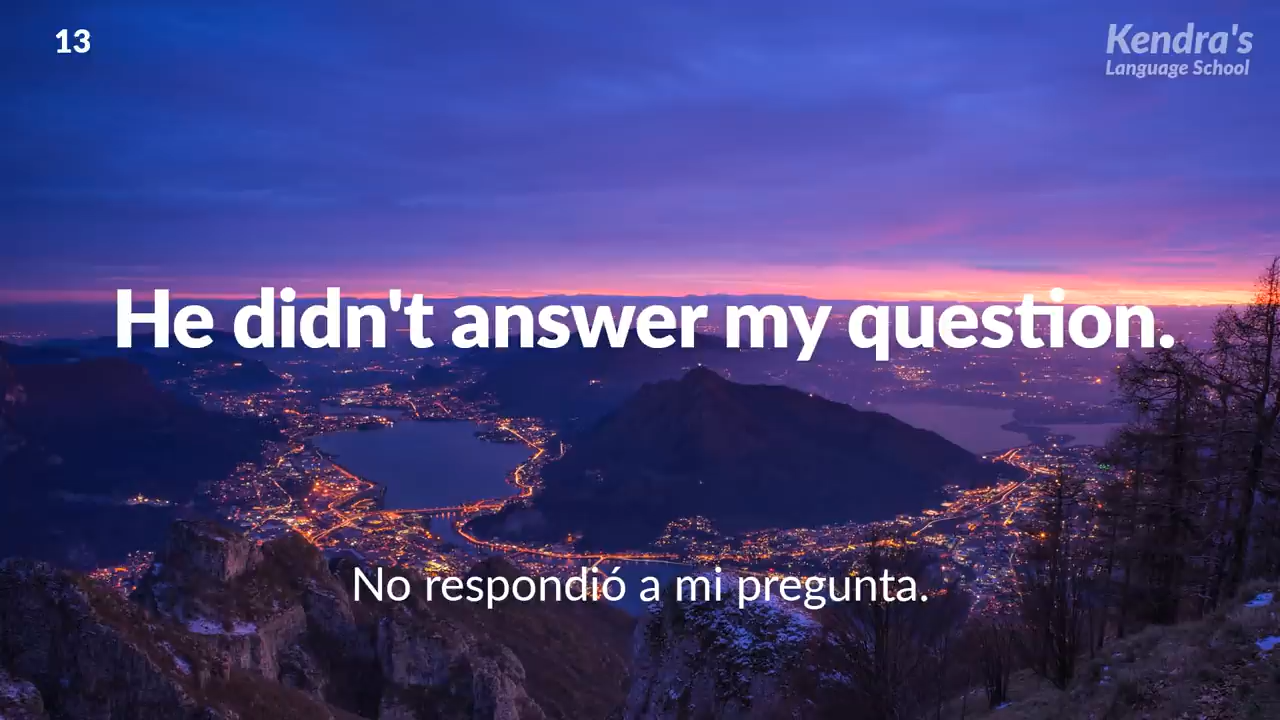 13
Kendra's
Language School
He didn't answer my question.
No respondió a mi pregunta.